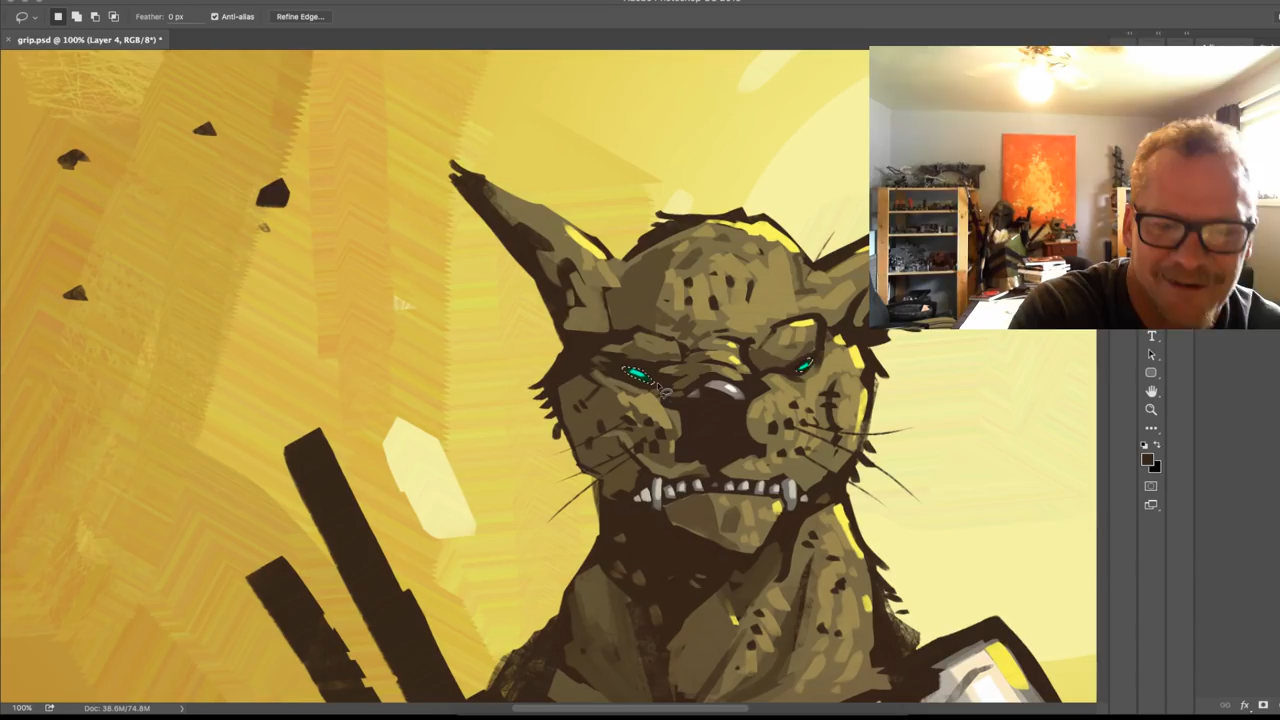 Feather: 0 px
Anti-alias
Refine Edge...
× grip.psd @ 100% (Layer 4, RGB/8*) *
T
100%
Doc: 38.6M/74.8M
fx